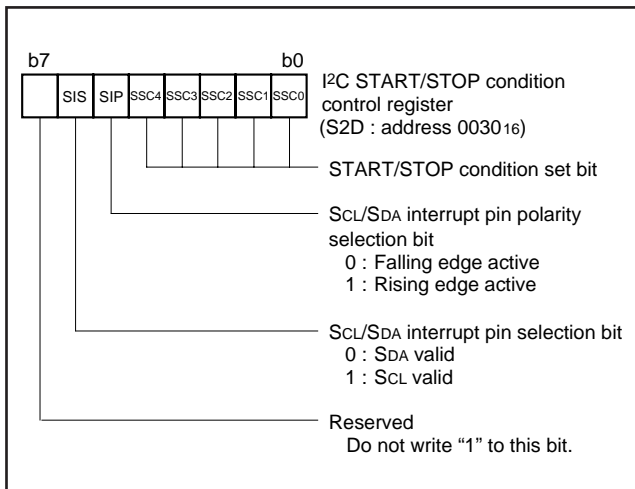 b7 b0
SIS SIP SSC4 SSC3 SSC2 SSC1 SSC0
I²C START/STOP condition
control register
(S2D : address 0030₁₆)
START/STOP condition set bit
SCL/SDA interrupt pin polarity
selection bit
0 : Falling edge active
1 : Rising edge active
SCL/SDA interrupt pin selection bit
0 : SDA valid
1 : SCL valid
Reserved
Do not write “1” to this bit.